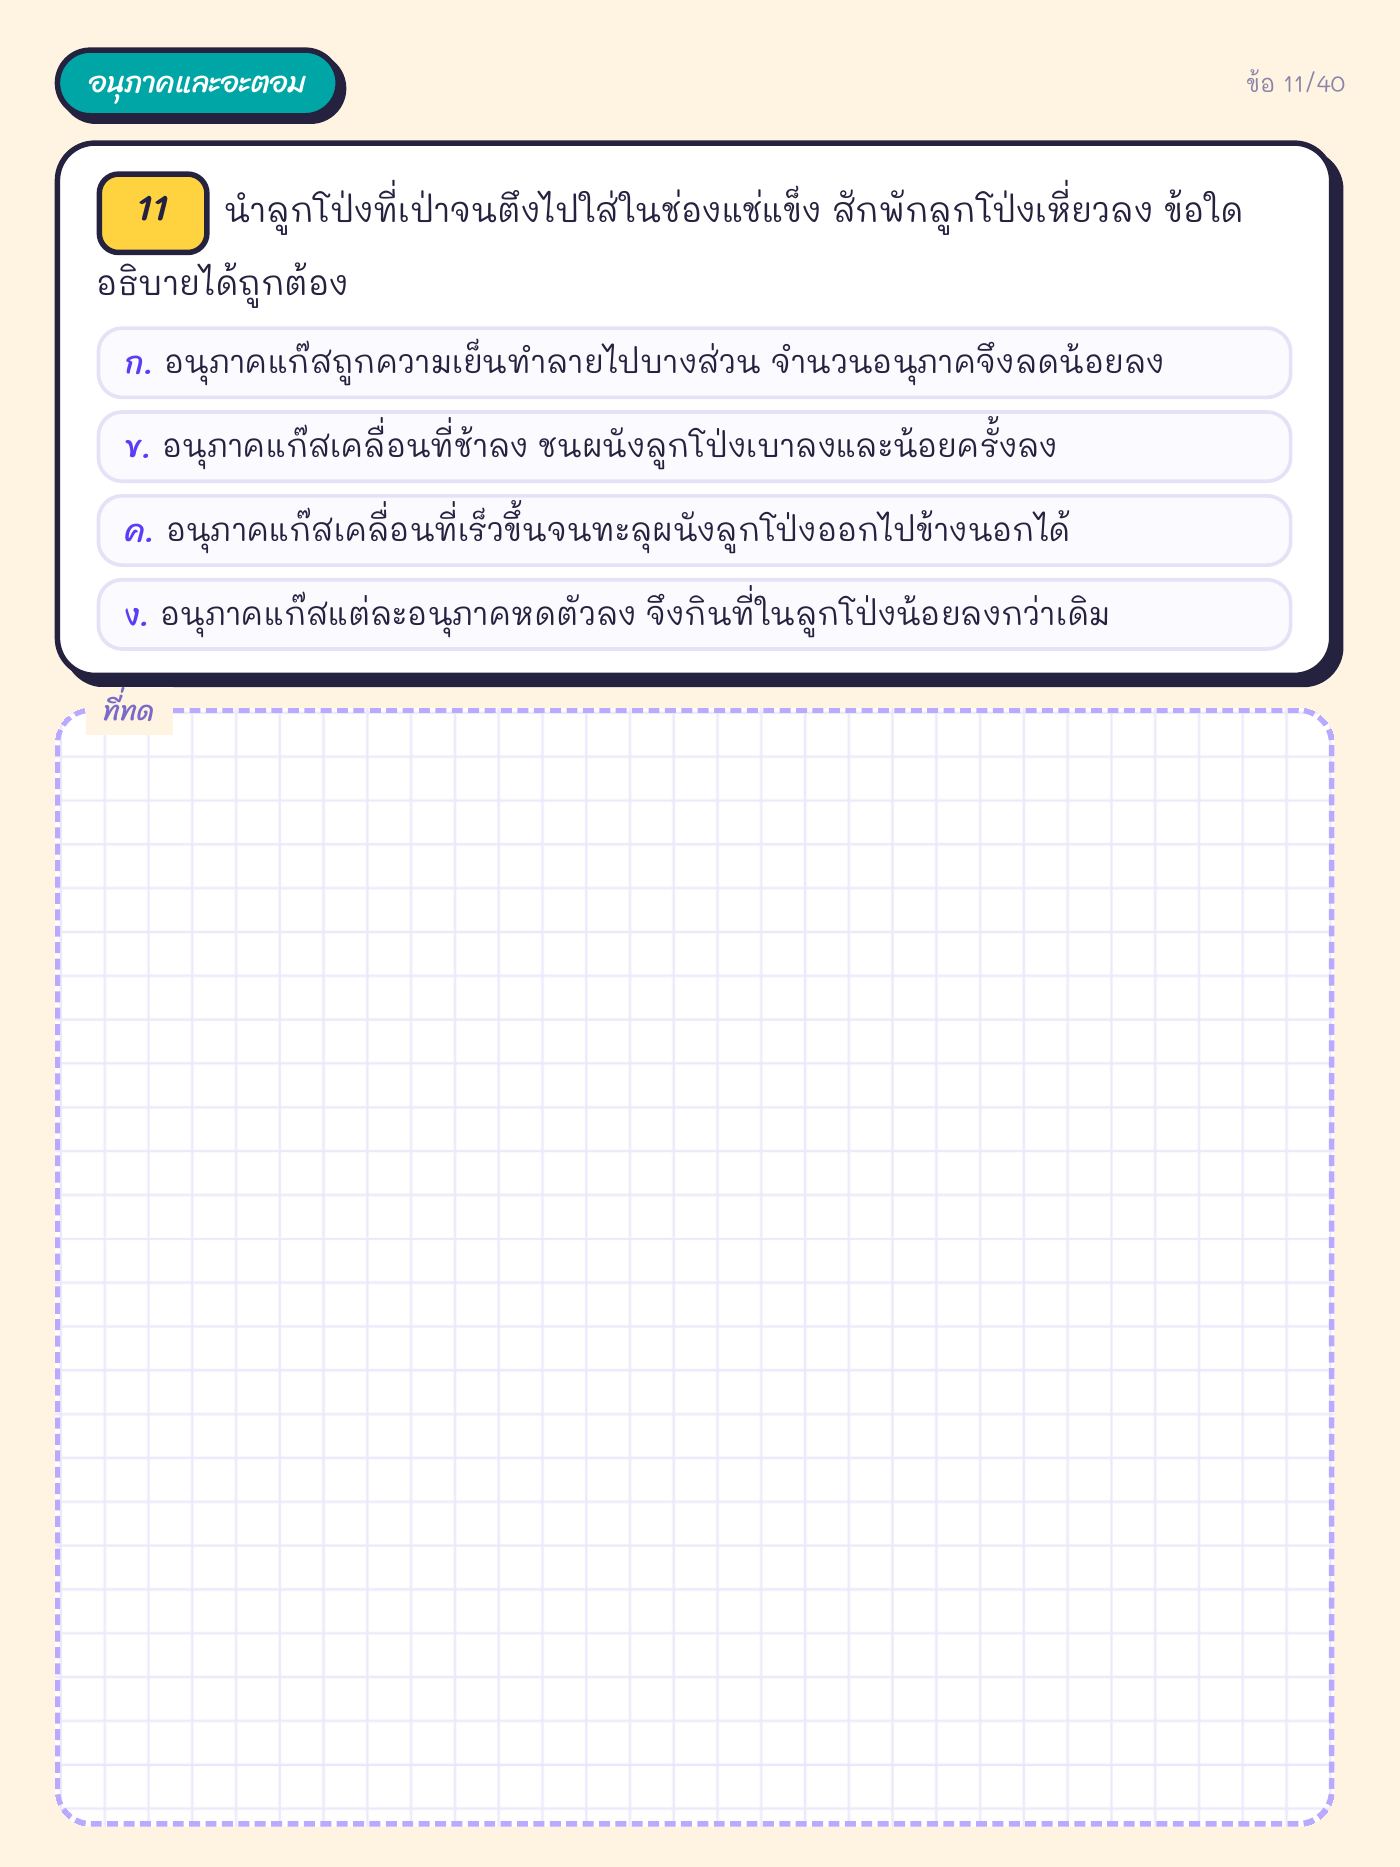 อนุภาคและอะตอม
ข้อ 11/40
11 นำลูกโป่งที่เป่าจนตึงไปใส่ในช่องแช่แข็ง สักพักลูกโป่งเหี่ยวลง ข้อใด
อธิบายได้ถูกต้อง
ก. อนุภาคแก๊สถูกความเย็นทำลายไปบางส่วน จำนวนอนุภาคจึงลดน้อยลง
ข. อนุภาคแก๊สเคลื่อนที่ช้าลง ชนผนังลูกโป่งเบาลงและน้อยครั้งลง
ค. อนุภาคแก๊สเคลื่อนที่เร็วขึ้นจนทะลุผนังลูกโป่งออกไปข้างนอกได้
ง. อนุภาคแก๊สแต่ละอนุภาคหดตัวลง จึงกินที่ในลูกโป่งน้อยลงกว่าเดิม
ที่ทด